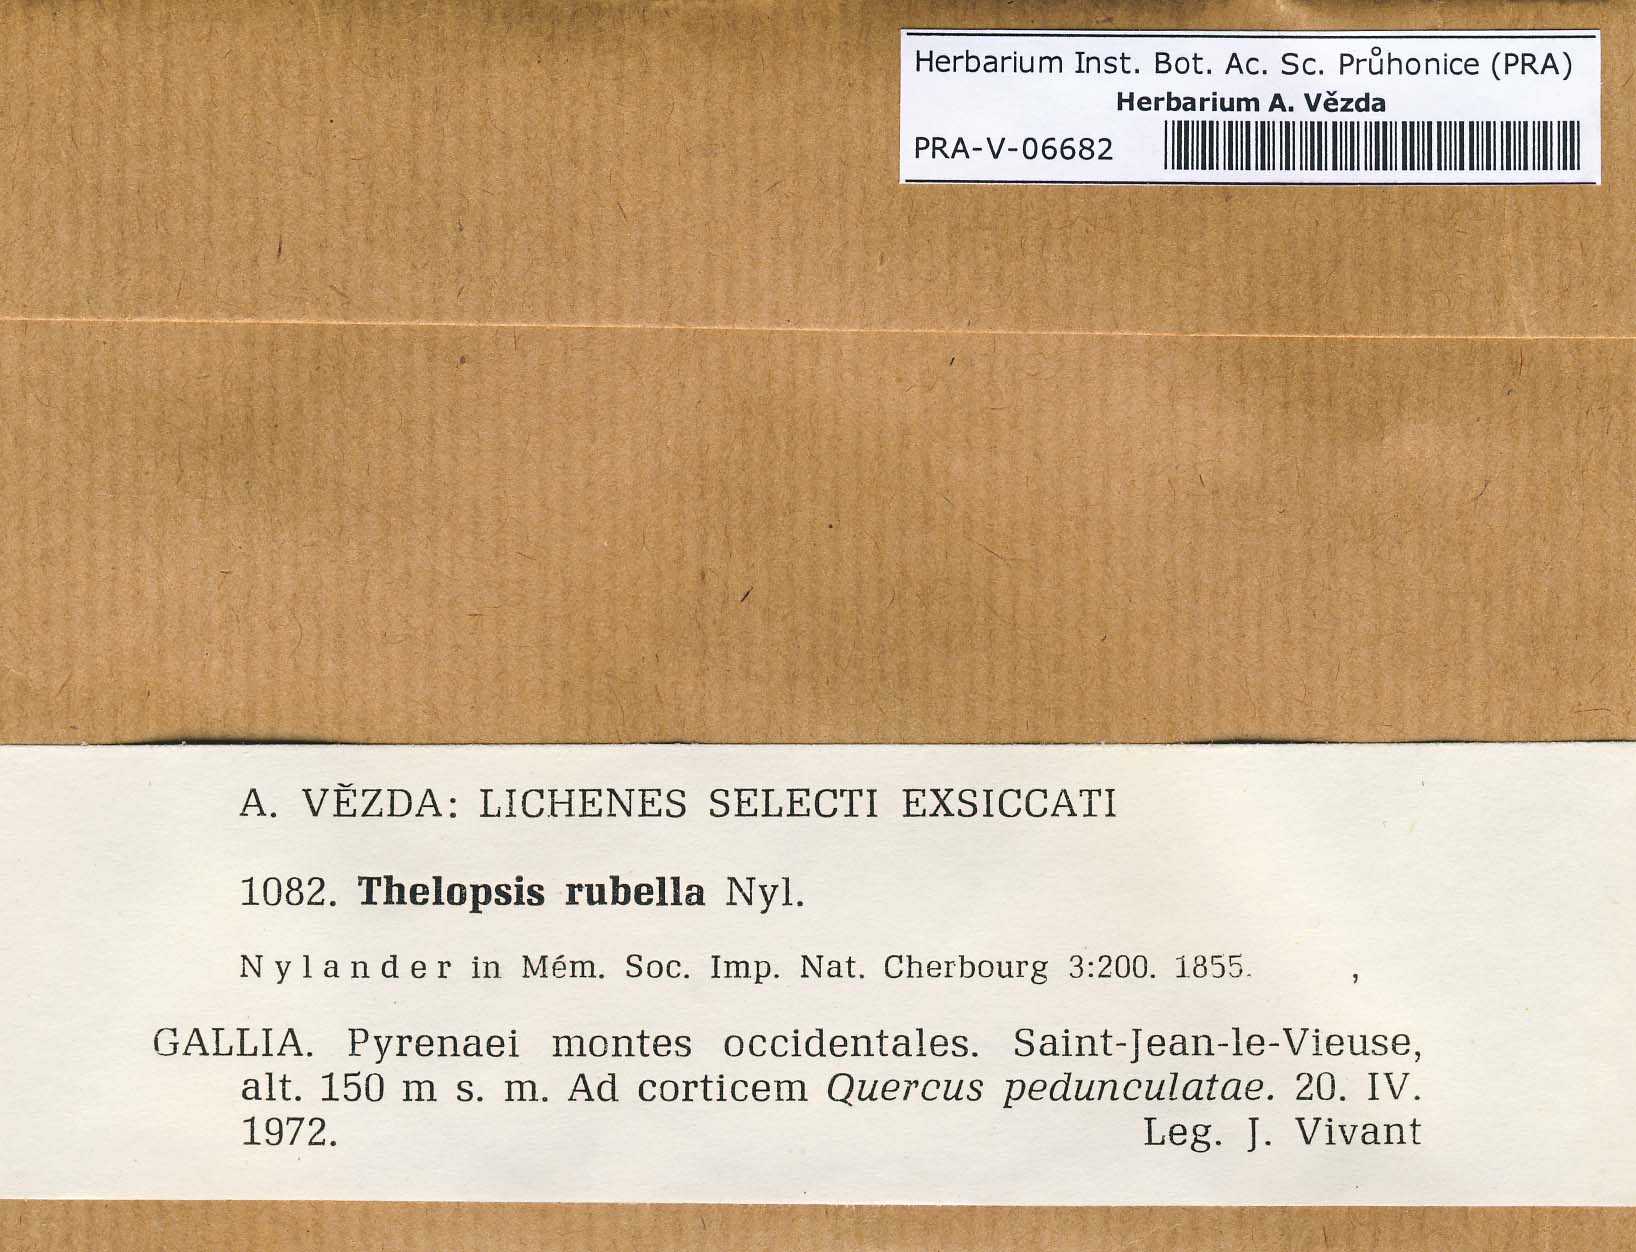 Herbarium Inst. Bot. Ac. Sc. Průhonice (PRA)
Herbarium A. Vězda
PRA-V-06682
A. VĚZDA: LICHENES SELECTI EXSICCATI
1082. Thelopsis rubella Nyl.
Nylander in Mém. Soc. Imp. Nat. Cherbourg 3:200. 1855.
GALLIA. Pyrenaei montes occidentales. Saint-Jean-le-Vieuse,
alt. 150 m s. m. Ad corticem Quercus pedunculatae. 20. IV.
1972. Leg. J. Vivant